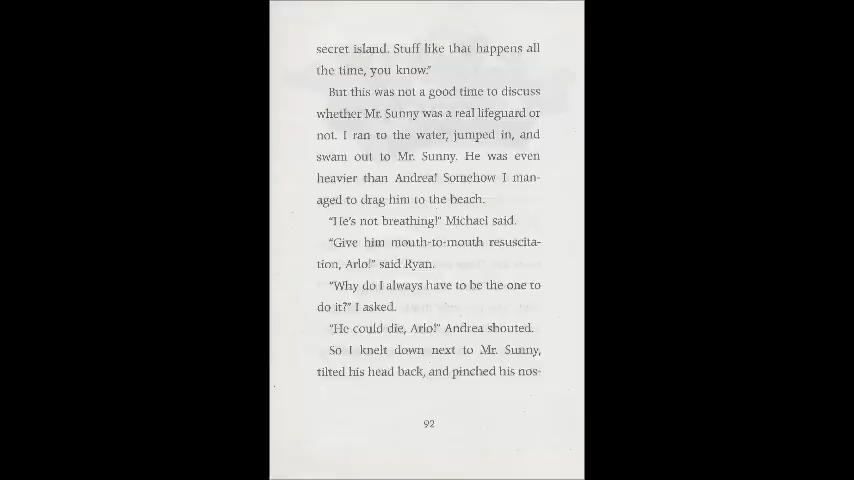 secret island. Stuff like that happens all
the time, you know."
But this was not a good time to discuss
whether Mr. Sunny was a real lifeguard or
not. I ran to the water, jumped in, and
swam out to Mr. Sunny. He was even
heavier than Andrea! Somehow I man-
aged to drag him to the beach.
"He's not breathing!" Michael said.
"Give him mouth-to-mouth resuscita-
tion, Arlo!" said Ryan.
"Why do I always have to be the one to
do it?" I asked.
"He could die, Arlo!" Andrea shouted.
So I knelt down next to Mr. Sunny,
tilted his head back, and pinched his nos-
92